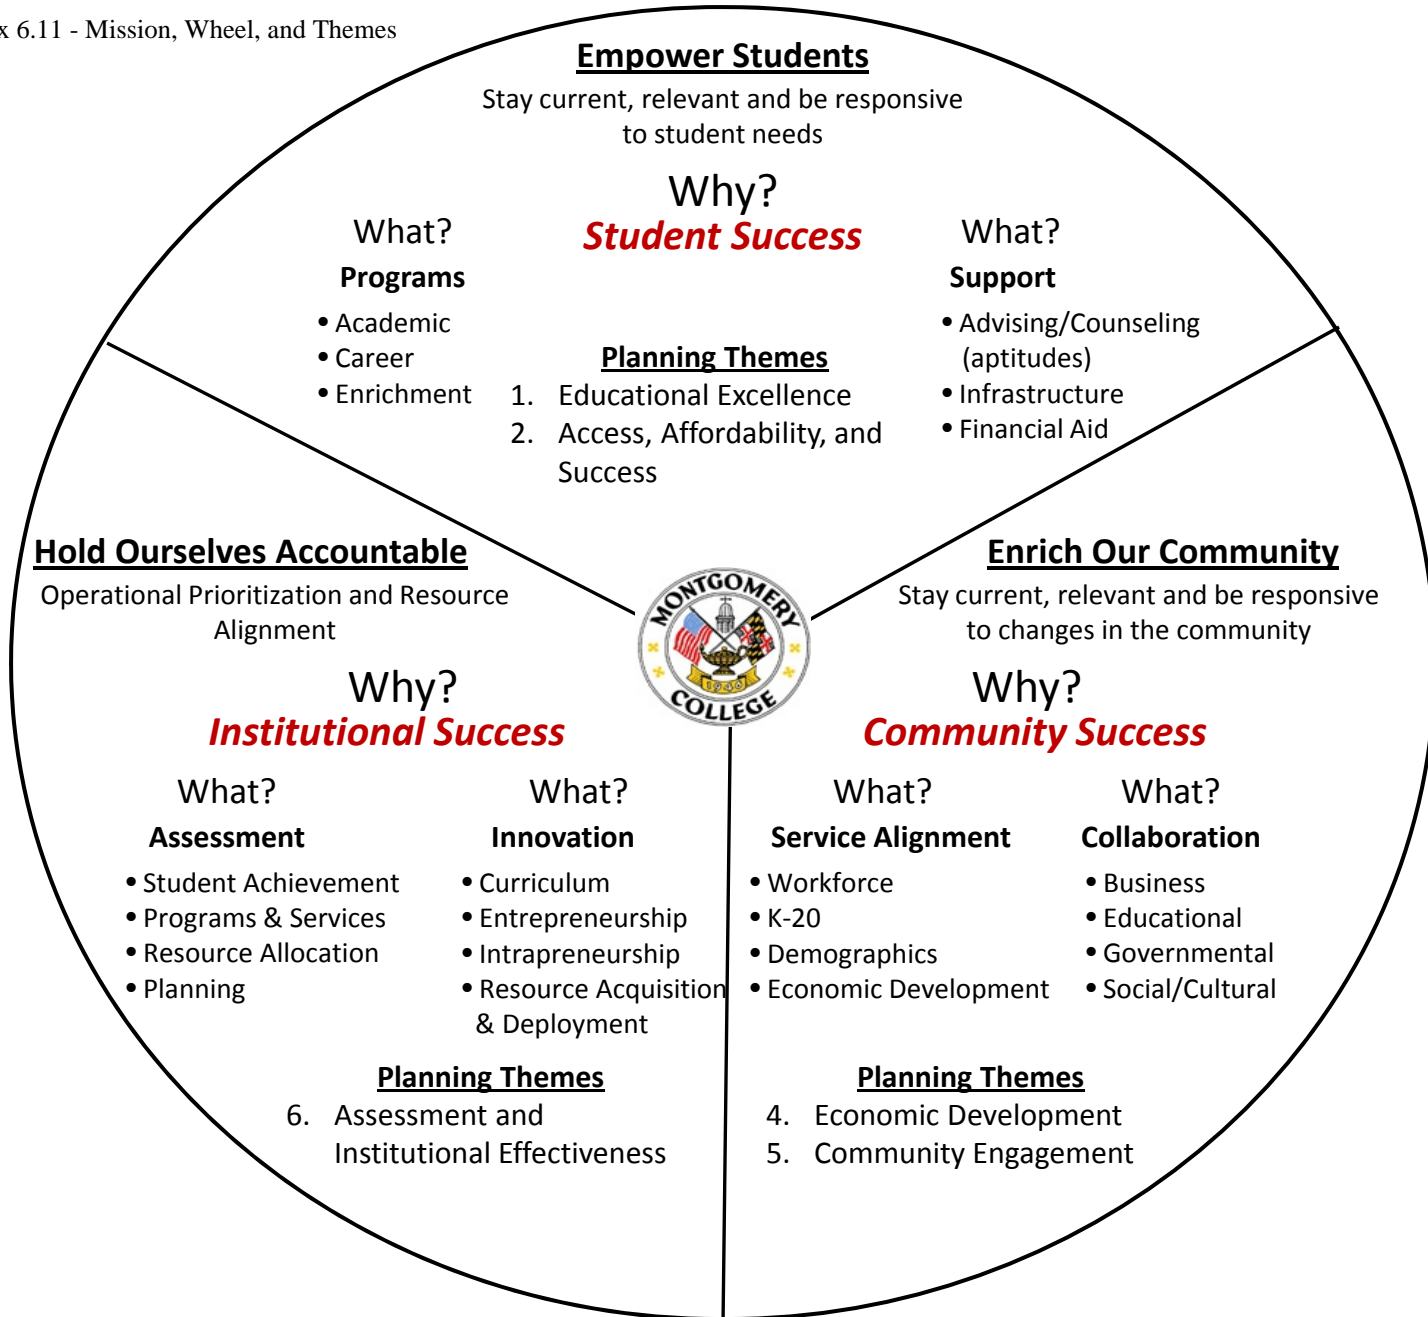 x 6.11 - Mission, Wheel, and Themes
Empower Students
Stay current, relevant and be responsive
to student needs
Why?
Student Success
What?
Programs
• Academic
• Career
• Enrichment
Planning Themes
1. Educational Excellence
2. Access, Affordability, and
Success
What?
Support
• Advising/Counseling
(aptitudes)
• Infrastructure
• Financial Aid
Hold Ourselves Accountable
Operational Prioritization and Resource
Alignment
Why?
Institutional Success
What?
Assessment
• Student Achievement
• Programs & Services
• Resource Allocation
• Planning
What?
Innovation
• Curriculum
• Entrepreneurship
• Intrapreneurship
• Resource Acquisition
& Deployment
Planning Themes
6. Assessment and
Institutional Effectiveness
MONTGOMERY
1946
COLLEGE
Enrich Our Community
Stay current, relevant and be responsive
to changes in the community
Why?
Community Success
What?
Service Alignment
• Workforce
• K-20
• Demographics
• Economic Development
What?
Collaboration
• Business
• Educational
• Governmental
• Social/Cultural
Planning Themes
4. Economic Development
5. Community Engagement